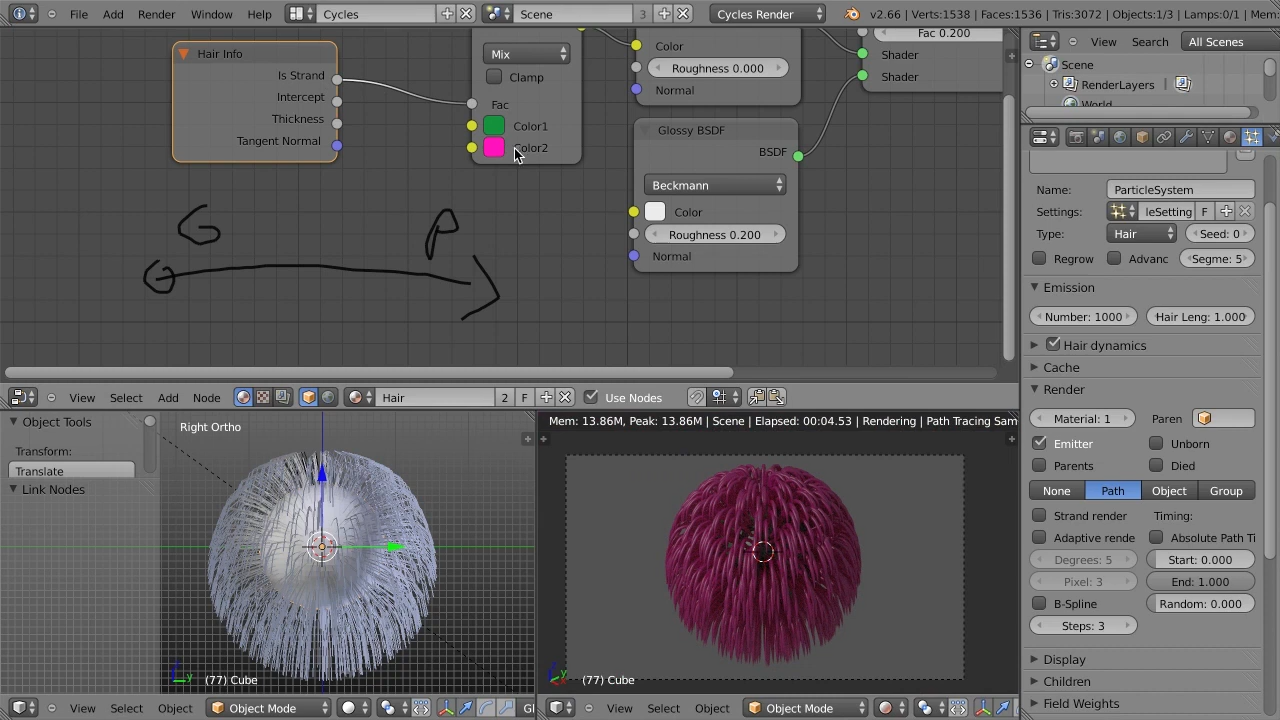 File Add Render Window Help Cycles Scene 3 Cycles Render v2.66 | Verts:1538 | Faces:1536 | Tris:3072 | Objects:1/3 | Lamps:0/1 | Mem:
Hair Info
Is Strand
Intercept
Thickness
Tangent Normal
Mix
Clamp
Fac
Color1
Color2
Color
Roughness 0.000
Normal
Fac 0.200
Shader
Shader
Glossy BSDF
BSDF
Beckmann
Color
Roughness 0.200
Normal
G
P
View Select Add Node Hair 2 F Use Nodes
View Search All Scenes
Scene
RenderLayers
World
Name: ParticleSystem
Settings: leSetting F
Type: Hair Seed: 0
Regrow Advanc Segme: 5
Emission
Number: 1000 Hair Len: 1.000
Hair dynamics
Cache
Render
Material: 1 Paren
Emitter Unborn
Parents Died
None Path Object Group
Strand render Timing:
Adaptive rende Absolute Path Ti
Degrees: 5 Start: 0.000
Pixel: 3 End: 1.000
B-Spline Random: 0.000
Steps: 3
Display
Children
Field Weights
Object Tools
Transform:
Translate
Link Nodes
Right Ortho
(77) Cube
View Select Object Object Mode Gl
Mem: 13.86M, Peak: 13.86M | Scene | Elapsed: 00:04.53 | Rendering | Path Tracing Sam
(77) Cube
View Select Object Object Mode